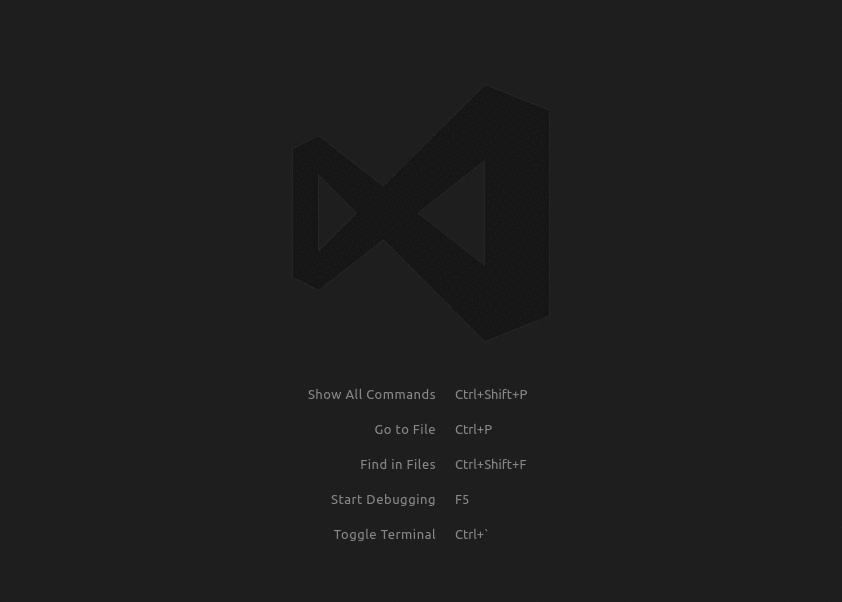 Show All Commands Ctrl+Shift+P
Go to File Ctrl+P
Find in Files Ctrl+Shift+F
Start Debugging F5
Toggle Terminal Ctrl+`